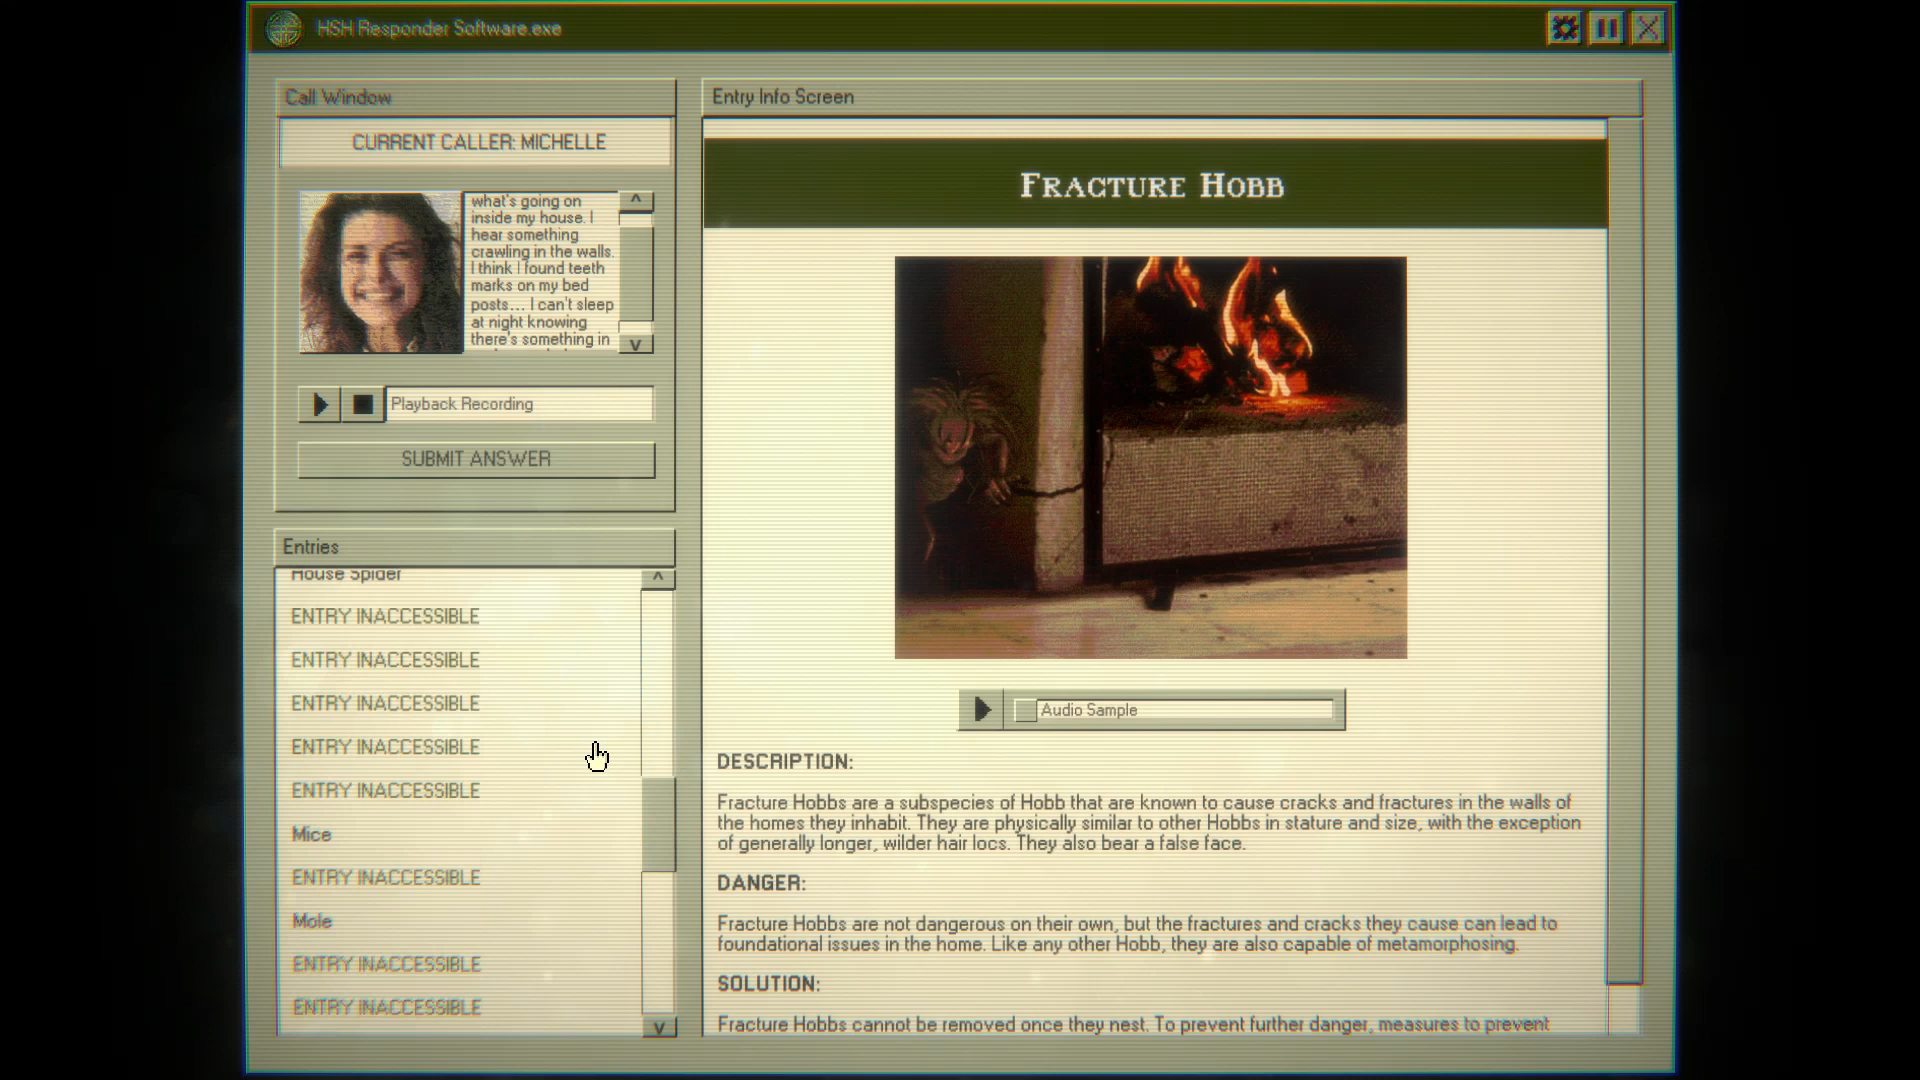 HSH Responder Software.exe
Call Window
CURRENT CALLER: MICHELLE
what's going on
inside my house. I
hear something
crawling in the walls.
I think I found teeth
marks on my bed
posts... I can't sleep
at night knowing
there's something in
Playback Recording
SUBMIT ANSWER
Entries
House Spider
ENTRY INACCESSIBLE
ENTRY INACCESSIBLE
ENTRY INACCESSIBLE
ENTRY INACCESSIBLE
ENTRY INACCESSIBLE
Mice
ENTRY INACCESSIBLE
Mole
ENTRY INACCESSIBLE
ENTRY INACCESSIBLE
Entry Info Screen
FRACTURE HOBB
Audio Sample
DESCRIPTION:
Fracture Hobbs are a subspecies of Hobb that are known to cause cracks and fractures in the walls of
the homes they inhabit. They are physically similar to other Hobbs in stature and size, with the exception
of generally longer, wilder hair locs. They also bear a false face.
DANGER:
Fracture Hobbs are not dangerous on their own, but the fractures and cracks they cause can lead to
foundational issues in the home. Like any other Hobb, they are also capable of metamorphosing.
SOLUTION:
Fracture Hobbs cannot be removed once they nest. To prevent further danger, measures to prevent